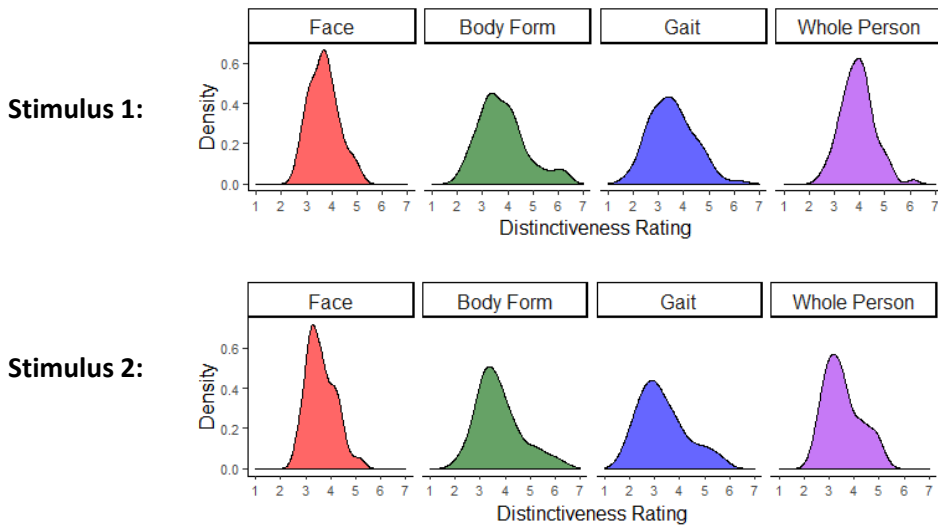 Face Body Form Gait Whole Person
Stimulus 1:
Density
0.6
0.4
0.2
0.0
1 2 3 4 5 6 7 1 2 3 4 5 6 7 1 2 3 4 5 6 7 1 2 3 4 5 6 7
Distinctiveness Rating
Face Body Form Gait Whole Person
Stimulus 2:
Density
0.6
0.4
0.2
0.0
1 2 3 4 5 6 7 1 2 3 4 5 6 7 1 2 3 4 5 6 7 1 2 3 4 5 6 7
Distinctiveness Rating